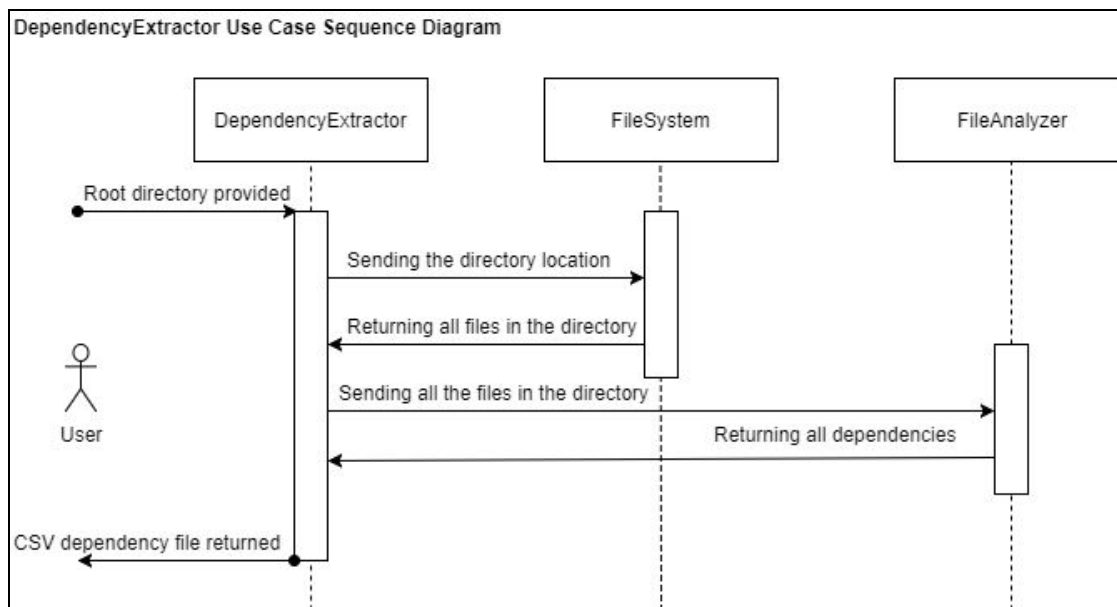 DependencyExtractor Use Case Sequence Diagram
DependencyExtractor
FileSystem
FileAnalyzer
Root directory provided
Sending the directory location
Returning all files in the directory
Sending all the files in the directory
User
Returning all dependencies
CSV dependency file returned